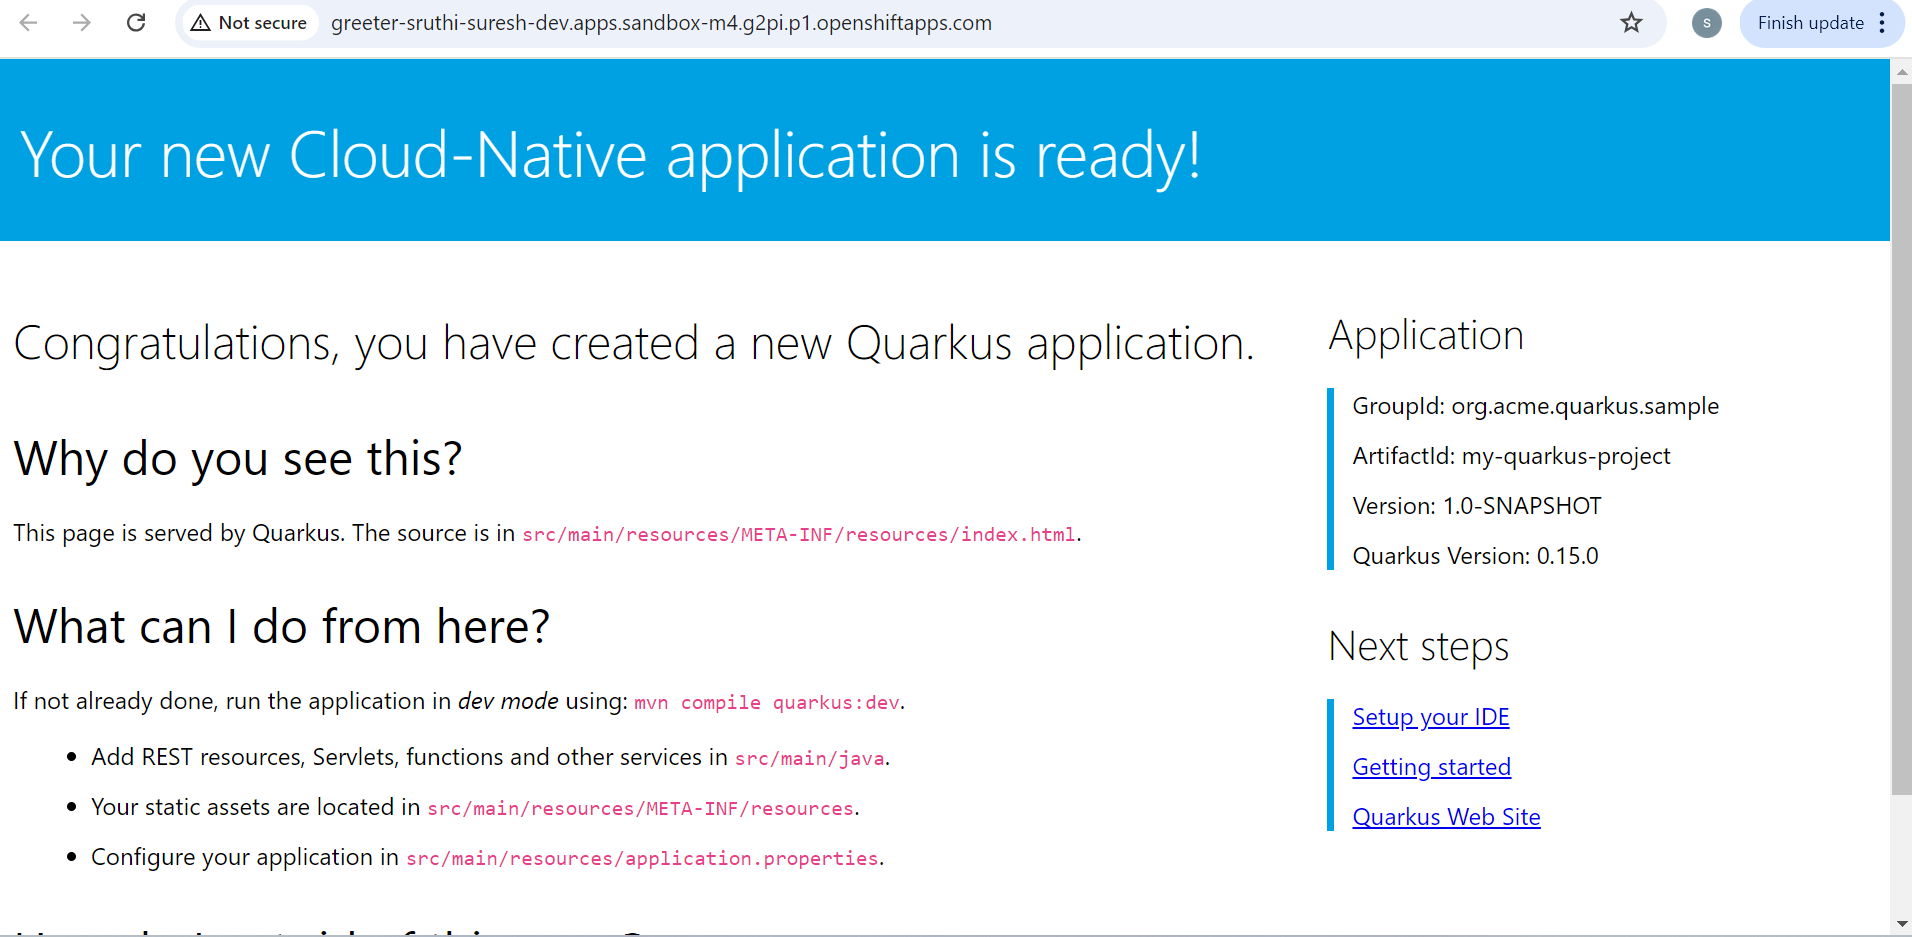 Not secure
greeter-sruthi-suresh-dev.apps.sandbox-m4.g2pi.p1.openshiftapps.com
S
Finish update
Your new Cloud-Native application is ready!
Congratulations, you have created a new Quarkus application.
Why do you see this?
This page is served by Quarkus. The source is in src/main/resources/META-INF/resources/index.html.
What can I do from here?
If not already done, run the application in dev mode using: mvn compile quarkus:dev.
• Add REST resources, Servlets, functions and other services in src/main/java.
• Your static assets are located in src/main/resources/META-INF/resources.
• Configure your application in src/main/resources/application.properties.
Application
GroupId: org.acme.quarkus.sample
ArtifactId: my-quarkus-project
Version: 1.0-SNAPSHOT
Quarkus Version: 0.15.0
Next steps
Setup your IDE
Getting started
Quarkus Web Site